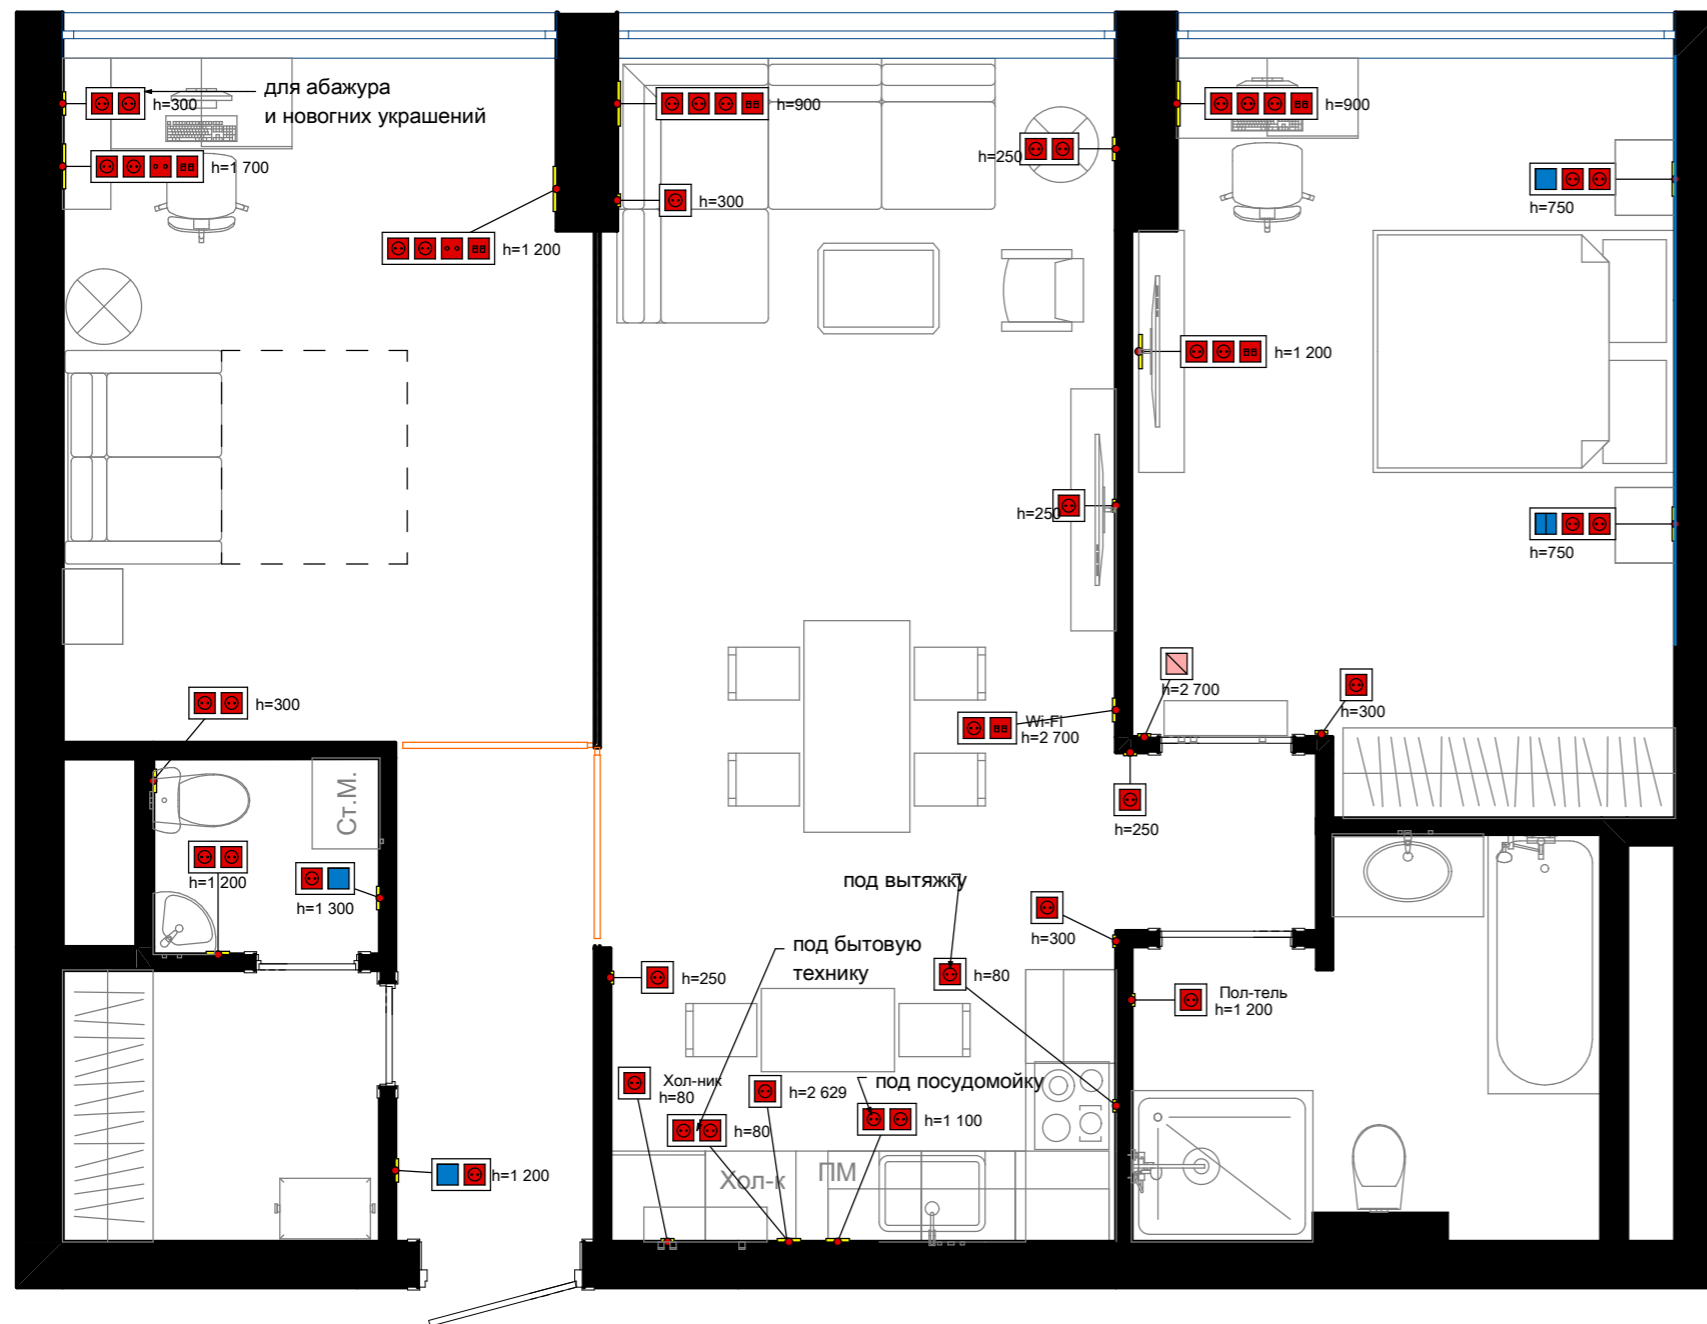 для абажура
и новогних украшений
h=300
h=1 700
h=1 200
h=900
h=300
h=250
h=900
h=750
h=1 200
h=250
h=750
h=300
Wi-Fi
h=2 700
h=2 700
h=300
h=250
Ст.М.
h=1 200
h=1 300
под вытяжку
h=300
под бытовую
технику
h=250
h=80
Пол-тель
h=1 200
Хол-ник
h=80
h=2 629
под посудомойку
h=80
h=1 100
h=1 200
Хол-к
ПМ